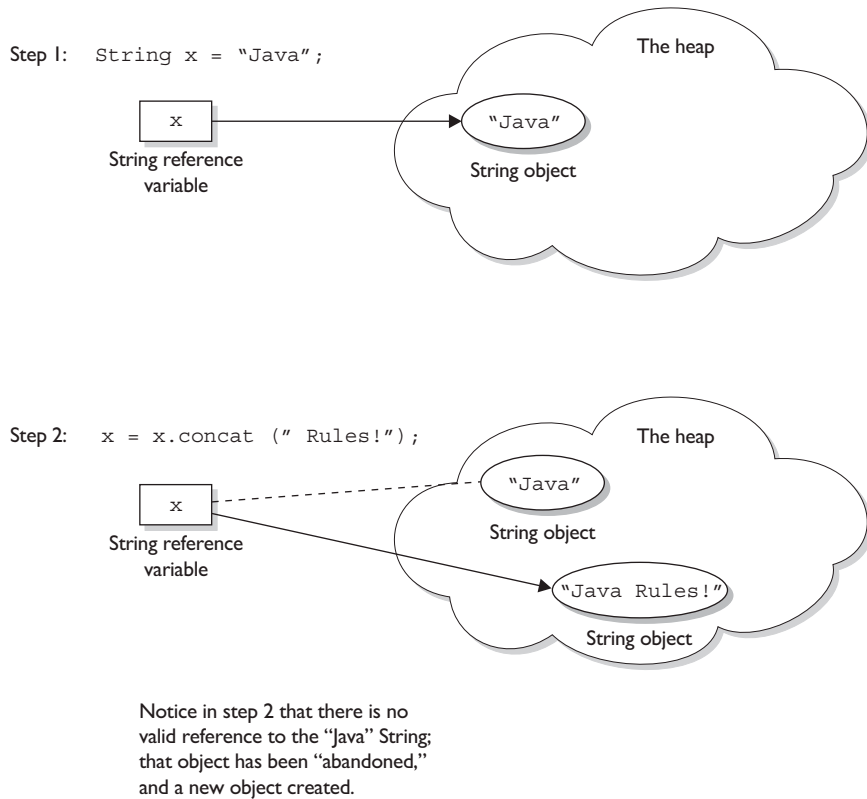 Step 1: String x = “Java”;
The heap
x
“Java”
String reference
variable
String object
Step 2: x = x.concat (” Rules!”);
The heap
x
“Java”
String reference
variable
String object
“Java Rules!”
String object
Notice in step 2 that there is no
valid reference to the “Java” String;
that object has been “abandoned,”
and a new object created.